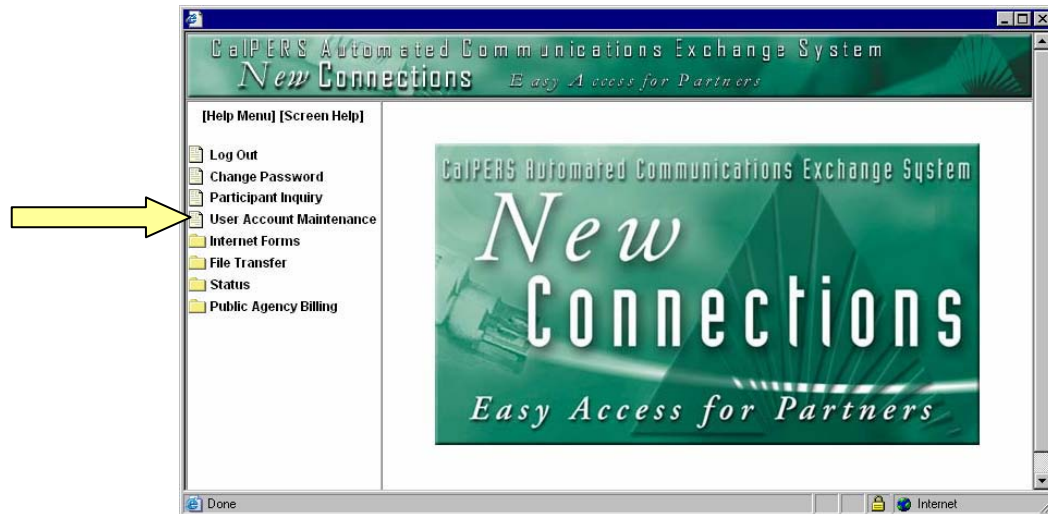 CalPERS Automated Communications Exchange System
New Connections Easy Access for Partners
[Help Menu] [Screen Help]
Log Out
Change Password
Participant Inquiry
User Account Maintenance
Internet Forms
File Transfer
Status
Public Agency Billing
CalPERS Automated Communications Exchange System
New
Connections
Easy Access for Partners
Done
Internet